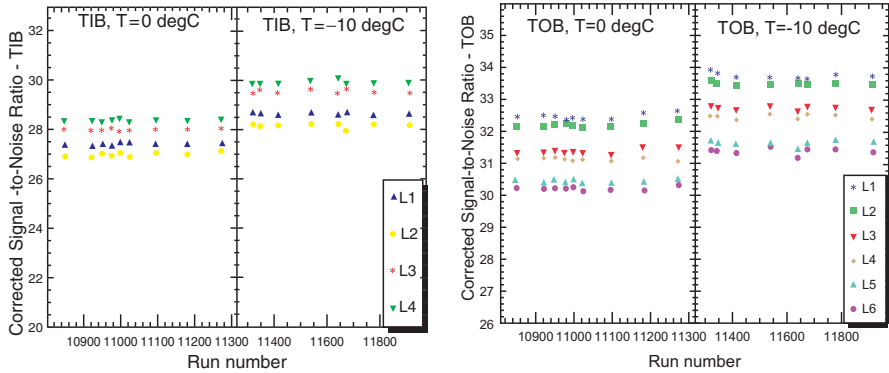 TIB, T=0 degC
TIB, T=−10 degC
Corrected Signal -to-Noise Ratio - TIB
32
30
28
26
24
22
20
10900 11000 11100 11200
11400 11600 11800
Run number
L1
L2
L3
L4
TOB, T=0 degC
TOB, T=-10 degC
Corrected Signal-to-Noise Ratio - TOB
35
34
33
32
31
30
29
28
27
26
10900 11000 11100 11200 11300
11400 11600 11800
Run number
L1
L2
L3
L4
L5
L6